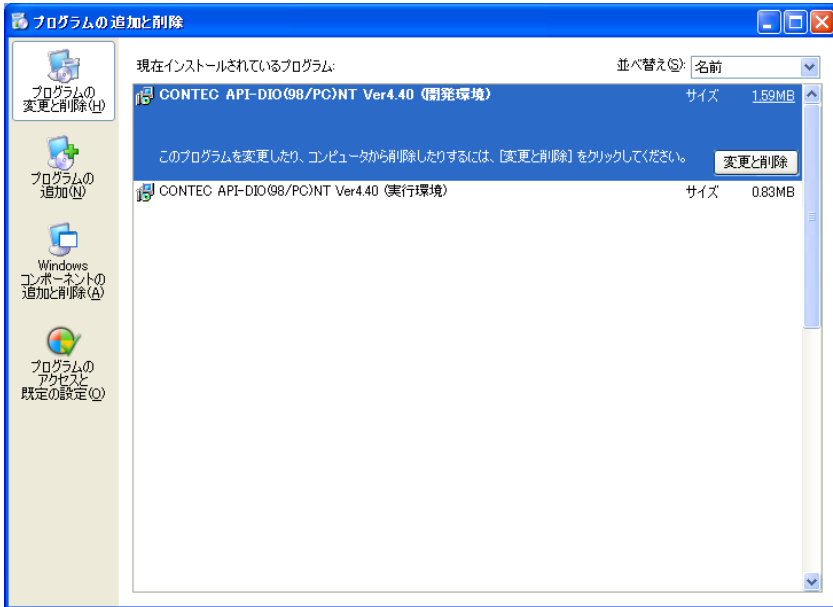 プログラムの追加と削除
プログラムの
変更と削除(H)
プログラムの
追加(N)
Windows
コンポーネントの
追加と削除(A)
プログラムの
アクセスと
既定の設定(O)
現在インストールされているプログラム:
並べ替え(S): 名前
CONTEC API-DIO(98/PC)NT Ver4.40 (開発環境) サイズ 1.59MB
このプログラムを変更したり、コンピュータから削除したりするには、[変更と削除] をクリックしてください。 変更と削除
CONTEC API-DIO(98/PC)NT Ver4.40 (実行環境) サイズ 0.83MB